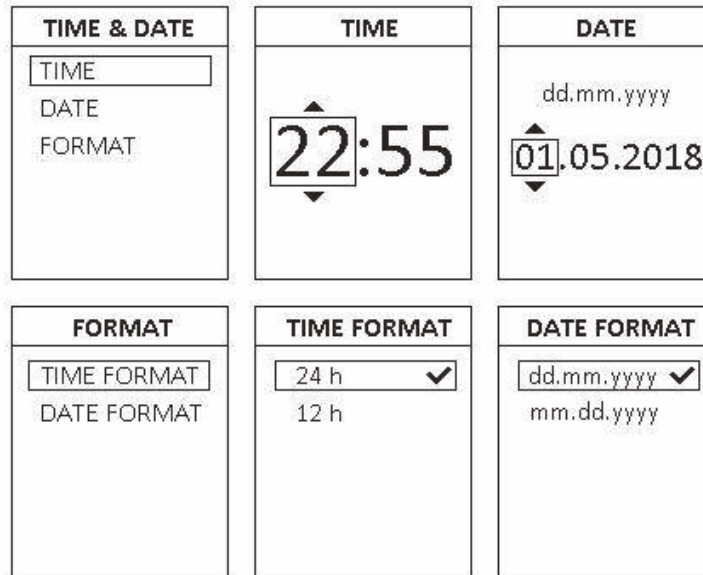 TIME & DATE
TIME
DATE
FORMAT
TIME
22:55
DATE
dd.mm.yyyy
01.05.2018
FORMAT
TIME FORMAT
DATE FORMAT
TIME FORMAT
24 h
12 h
DATE FORMAT
dd.mm.yyyy
mm.dd.yyyy